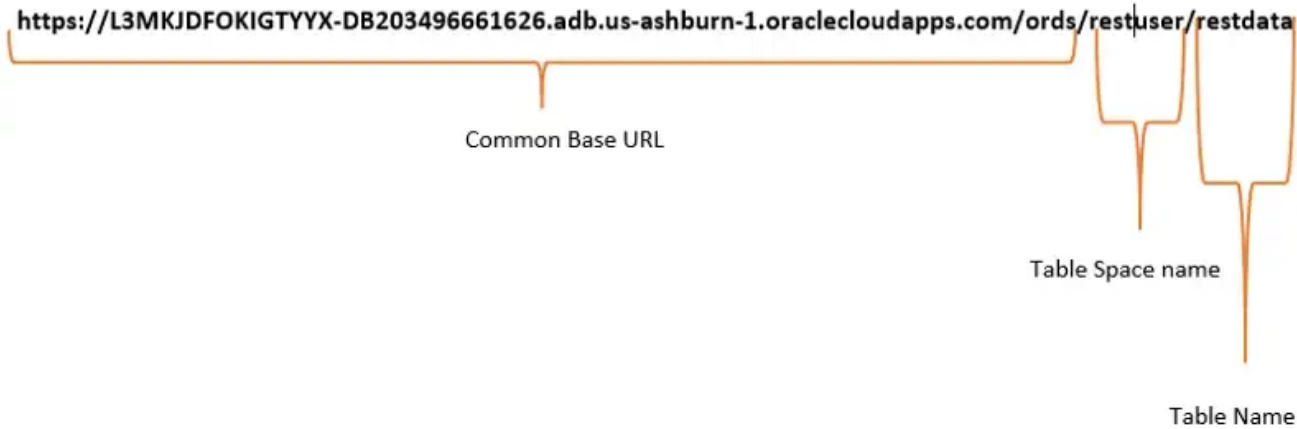 https://L3MKJDFOKIGTYYX-DB203496661626.adb.us-ashburn-1.oraclecloudapps.com/ords/restuser/restdata
Common Base URL
Table Space name
Table Name